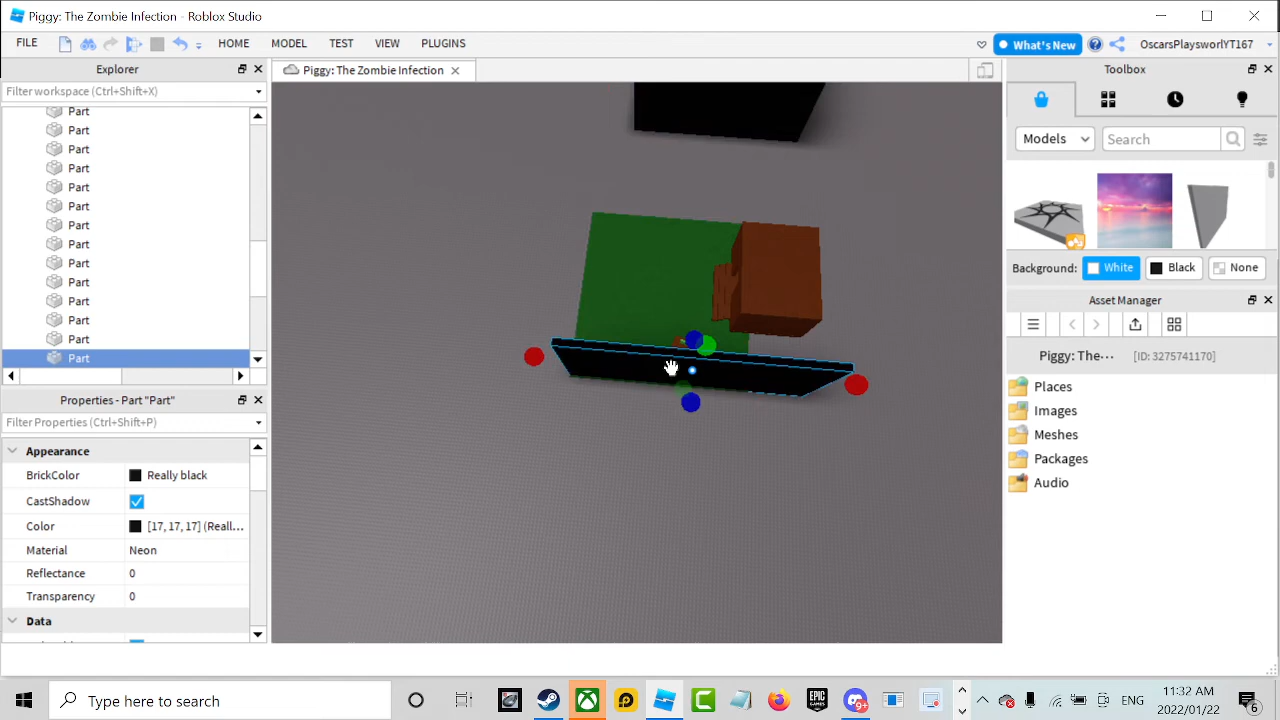 Piggy: The Zombie Infection - Roblox Studio
FILE HOME MODEL TEST VIEW PLUGINS What's New OscarsPlaysworlYT167
Explorer
Filter workspace (Ctrl+Shift+X)
Part
Part
Part
Part
Part
Part
Part
Part
Part
Part
Part
Part
Part
Part
Properties - Part "Part"
Filter Properties (Ctrl+Shift+P)
Appearance
BrickColor Really black
CastShadow
Color [17, 17, 17] (Reall...
Material Neon
Reflectance 0
Transparency 0
Data
Piggy: The Zombie Infection
Toolbox
Models Search
Background: White Black None
Asset Manager
Piggy: The··· [ID: 3275741170]
Places
Images
Meshes
Packages
Audio
Type here to search
EPIC GAMES
ENG
11:32 AM
2022/01/22
6